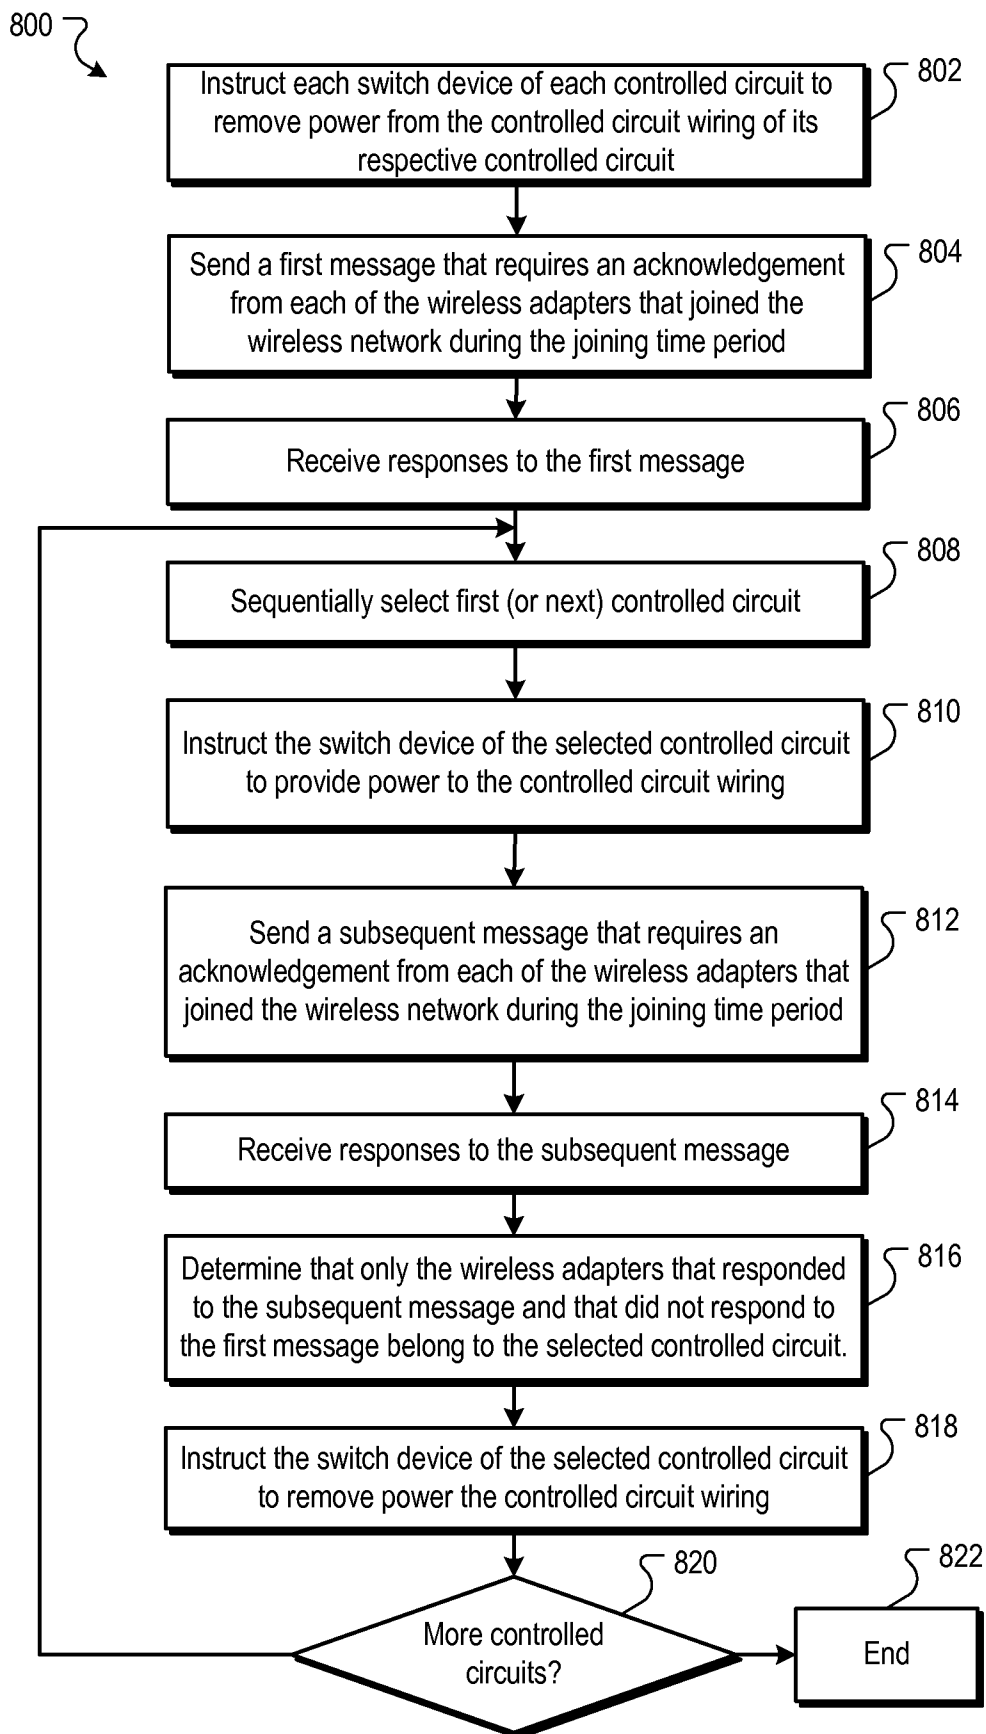 800
802
Instruct each switch device of each controlled circuit to
remove power from the controlled circuit wiring of its
respective controlled circuit
804
Send a first message that requires an acknowledgement
from each of the wireless adapters that joined the
wireless network during the joining time period
806
Receive responses to the first message
808
Sequentially select first (or next) controlled circuit
810
Instruct the switch device of the selected controlled circuit
to provide power to the controlled circuit wiring
812
Send a subsequent message that requires an
acknowledgement from each of the wireless adapters that
joined the wireless network during the joining time period
814
Receive responses to the subsequent message
816
Determine that only the wireless adapters that responded
to the subsequent message and that did not respond to
the first message belong to the selected controlled circuit.
818
Instruct the switch device of the selected controlled circuit
to remove power the controlled circuit wiring
820
822
More controlled
circuits?
End